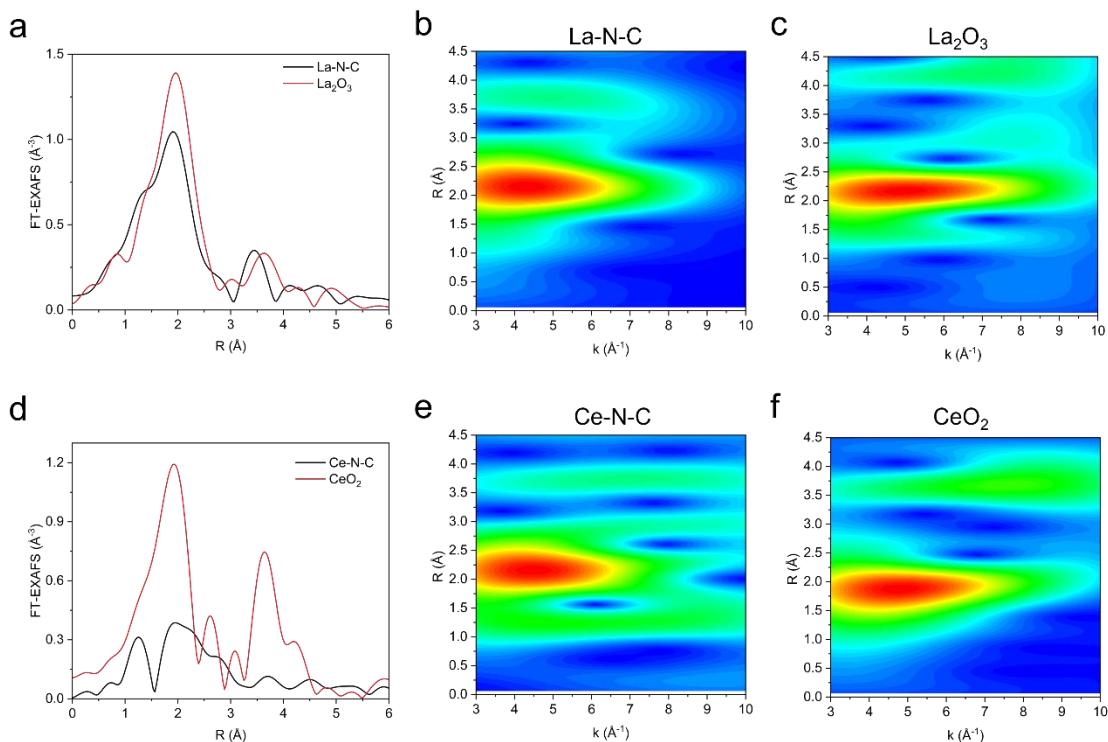 a
1.5
1.0
0.5
0.0
FT-EXAFS (Å⁻³)
La-N-C
La₂O₃
0 1 2 3 4 5 6
R (Å)
b
La-N-C
4.5
4.0
3.5
3.0
2.5
2.0
1.5
1.0
0.5
0.0
R (Å)
3 4 5 6 7 8 9 10
k (Å⁻¹)
c
La₂O₃
4.5
4.0
3.5
3.0
2.5
2.0
1.5
1.0
0.5
0.0
R (Å)
3 4 5 6 7 8 9 10
k (Å⁻¹)
d
1.2
0.9
0.6
0.3
0.0
FT-EXAFS (Å⁻³)
Ce-N-C
CeO₂
0 1 2 3 4 5 6
R (Å)
e
Ce-N-C
4.5
4.0
3.5
3.0
2.5
2.0
1.5
1.0
0.5
0.0
R (Å)
3 4 5 6 7 8 9 10
k (Å⁻¹)
f
CeO₂
4.5
4.0
3.5
3.0
2.5
2.0
1.5
1.0
0.5
0.0
R (Å)
3 4 5 6 7 8 9 10
k (Å⁻¹)